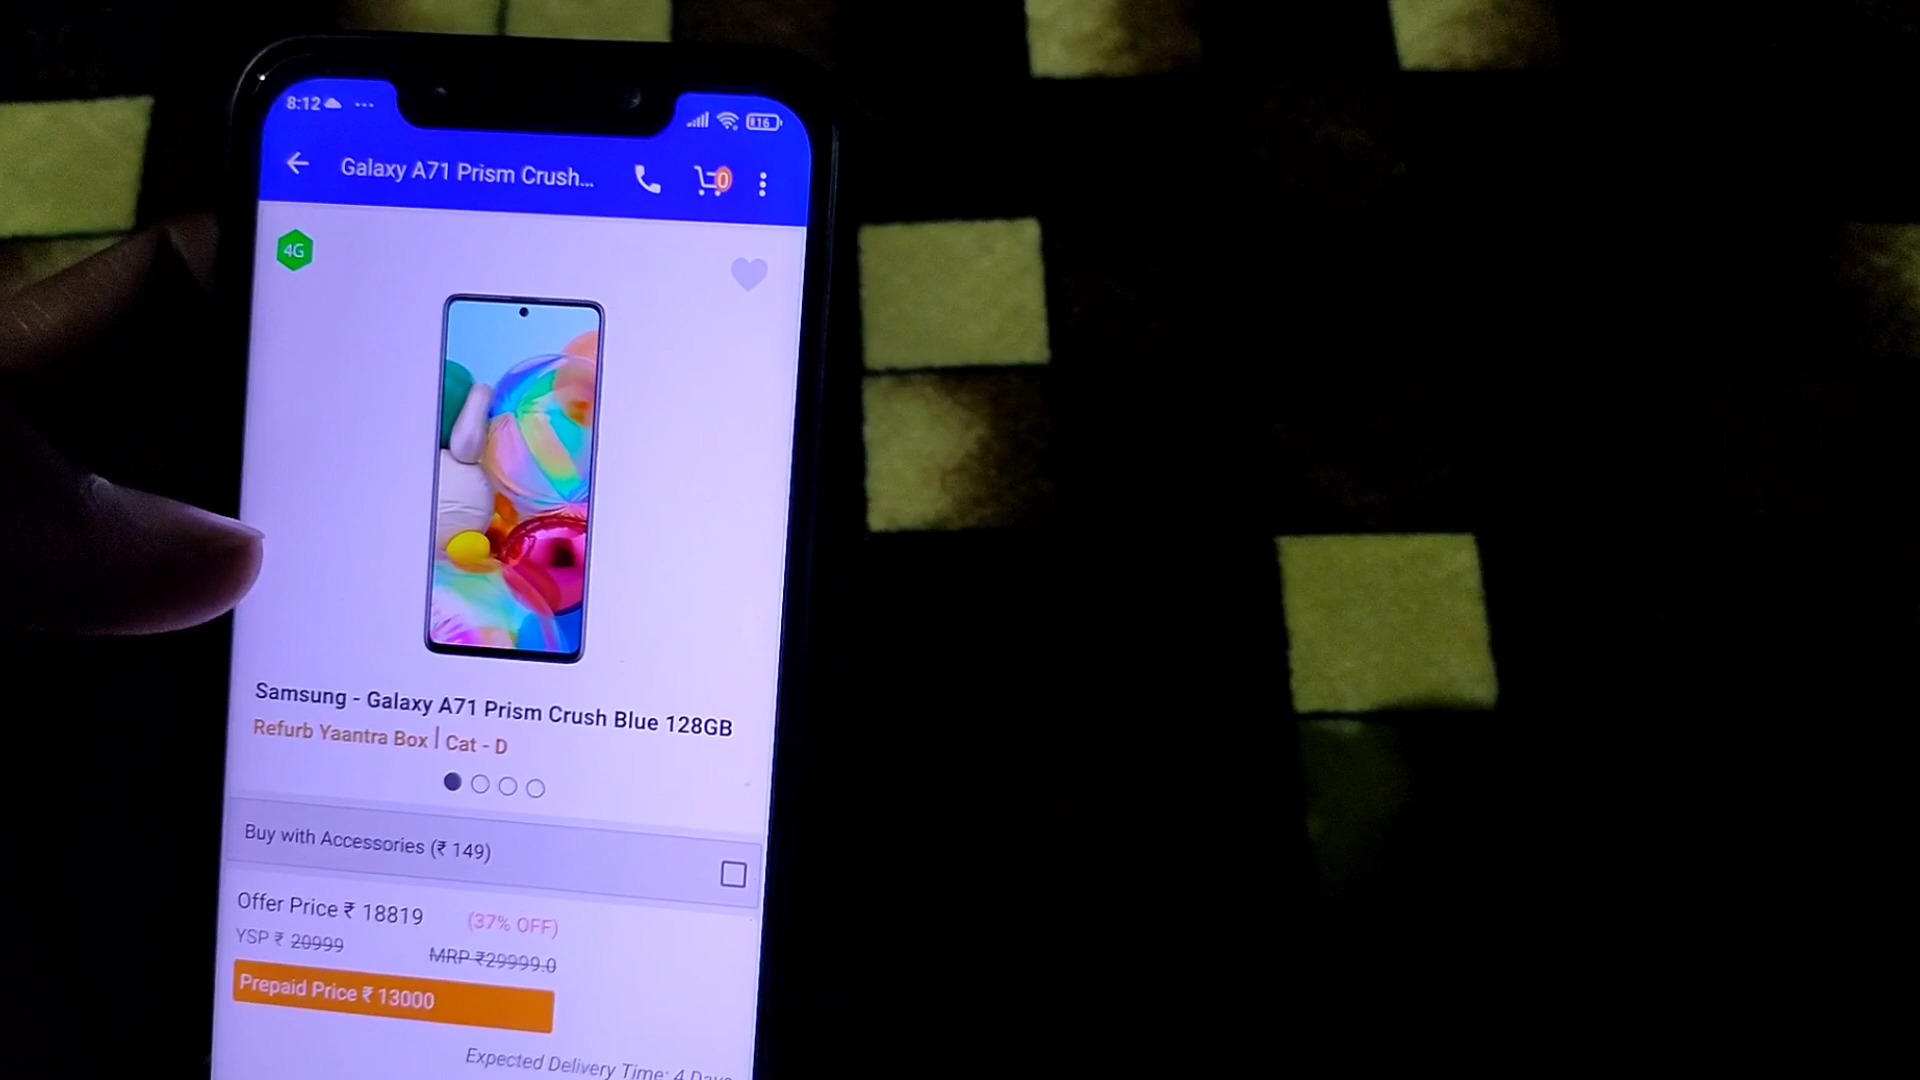 8:12 ...
16
Galaxy A71 Prism Crush...
0
4G
Samsung - Galaxy A71 Prism Crush Blue 128GB
Refurb Yaantra Box | Cat - D
Buy with Accessories (₹ 149)
Offer Price ₹ 18819 (37% OFF)
YSP ₹ 20999 MRP ₹29999.0
Prepaid Price ₹ 13000
Expected Delivery Time: 4 Days